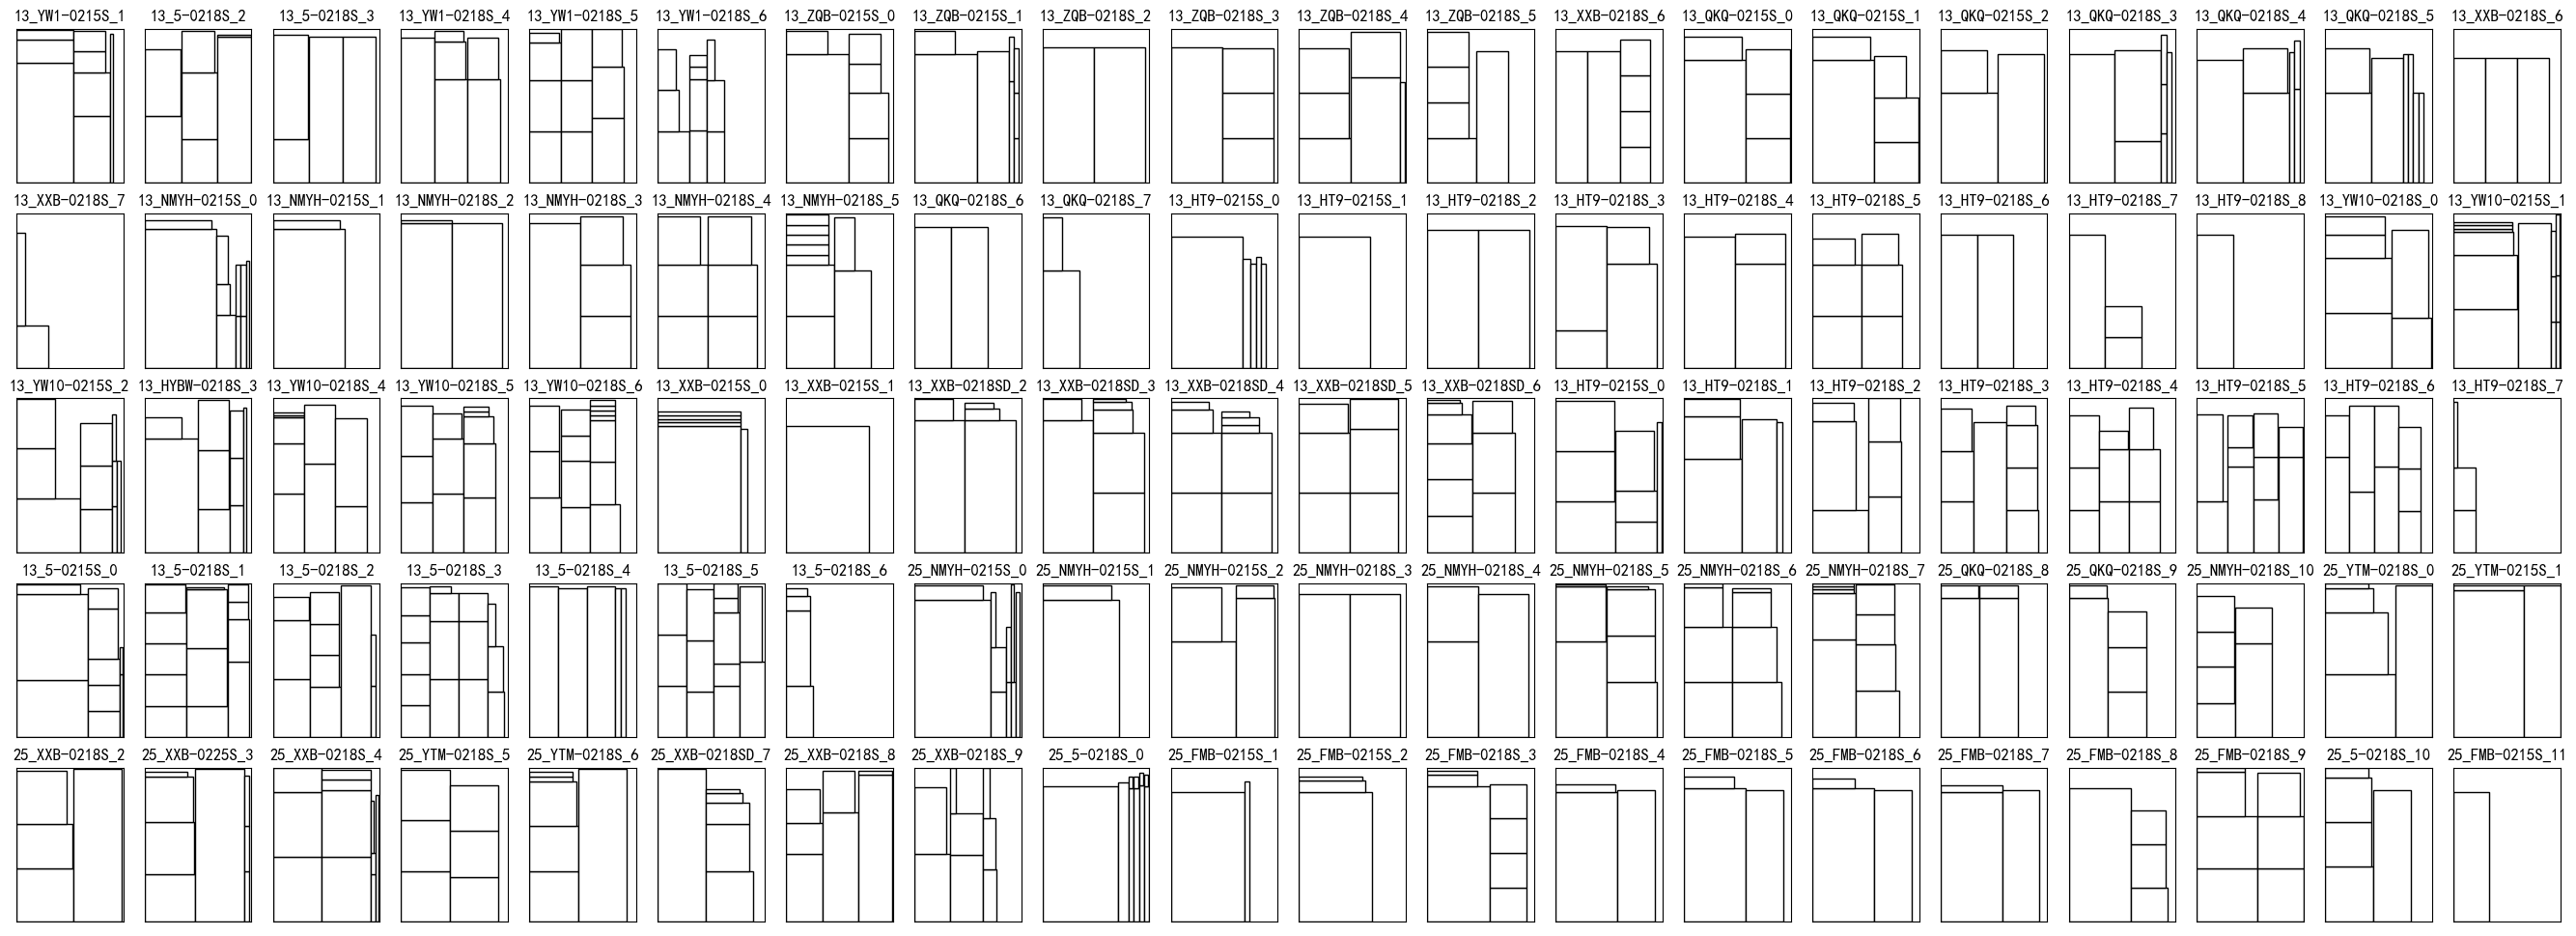 13_YW1-0215S_1 13_5-0218S_2 13_5-0218S_3 13_YW1-0218S_4 13_YW1-0218S_5 13_YW1-0218S_6 13_ZQB-0215S_0 13_ZQB-0215S_1 13_ZQB-0218S_2 13_ZQB-0218S_3 13_ZQB-0218S_4 13_ZQB-0218S_5 13_XXB-0218S_6 13_QKQ-0215S_0 13_QKQ-0215S_1 13_QKQ-0215S_2 13_QKQ-0218S_3 13_QKQ-0218S_4 13_QKQ-0218S_5 13_XXB-0218S_6
13_XXB-0218S_7 13_NMYH-0215S_0 13_NMYH-0215S_1 13_NMYH-0218S_2 13_NMYH-0218S_3 13_NMYH-0218S_4 13_NMYH-0218S_5 13_QKQ-0218S_6 13_QKQ-0218S_7 13_HT9-0215S_0 13_HT9-0215S_1 13_HT9-0218S_2 13_HT9-0218S_3 13_HT9-0218S_4 13_HT9-0218S_5 13_HT9-0218S_6 13_HT9-0218S_7 13_HT9-0218S_8 13_YW10-0218S_0 13_YW10-0215S_1
13_YW10-0215S_2 13_HYBW-0218S_3 13_YW10-0218S_4 13_YW10-0218S_5 13_YW10-0218S_6 13_XXB-0215S_0 13_XXB-0215S_1 13_XXB-0218SD_2 13_XXB-0218SD_3 13_XXB-0218SD_4 13_XXB-0218SD_5 13_XXB-0218SD_6 13_HT9-0215S_0 13_HT9-0218S_1 13_HT9-0218S_2 13_HT9-0218S_3 13_HT9-0218S_4 13_HT9-0218S_5 13_HT9-0218S_6 13_HT9-0218S_7
13_5-0215S_0 13_5-0218S_1 13_5-0218S_2 13_5-0218S_3 13_5-0218S_4 13_5-0218S_5 13_5-0218S_6 25_NMYH-0215S_0 25_NMYH-0215S_1 25_NMYH-0215S_2 25_NMYH-0218S_3 25_NMYH-0218S_4 25_NMYH-0218S_5 25_NMYH-0218S_6 25_NMYH-0218S_7 25_QKQ-0218S_8 25_QKQ-0218S_9 25_NMYH-0218S_10 25_YTM-0218S_0 25_YTM-0215S_1
25_XXB-0218S_2 25_XXB-0225S_3 25_XXB-0218S_4 25_YTM-0218S_5 25_YTM-0218S_6 25_XXB-0218SD_7 25_XXB-0218S_8 25_XXB-0218S_9 25_5-0218S_0 25_FMB-0215S_1 25_FMB-0215S_2 25_FMB-0218S_3 25_FMB-0218S_4 25_FMB-0218S_5 25_FMB-0218S_6 25_FMB-0218S_7 25_FMB-0218S_8 25_FMB-0218S_9 25_5-0218S_10 25_FMB-0215S_11